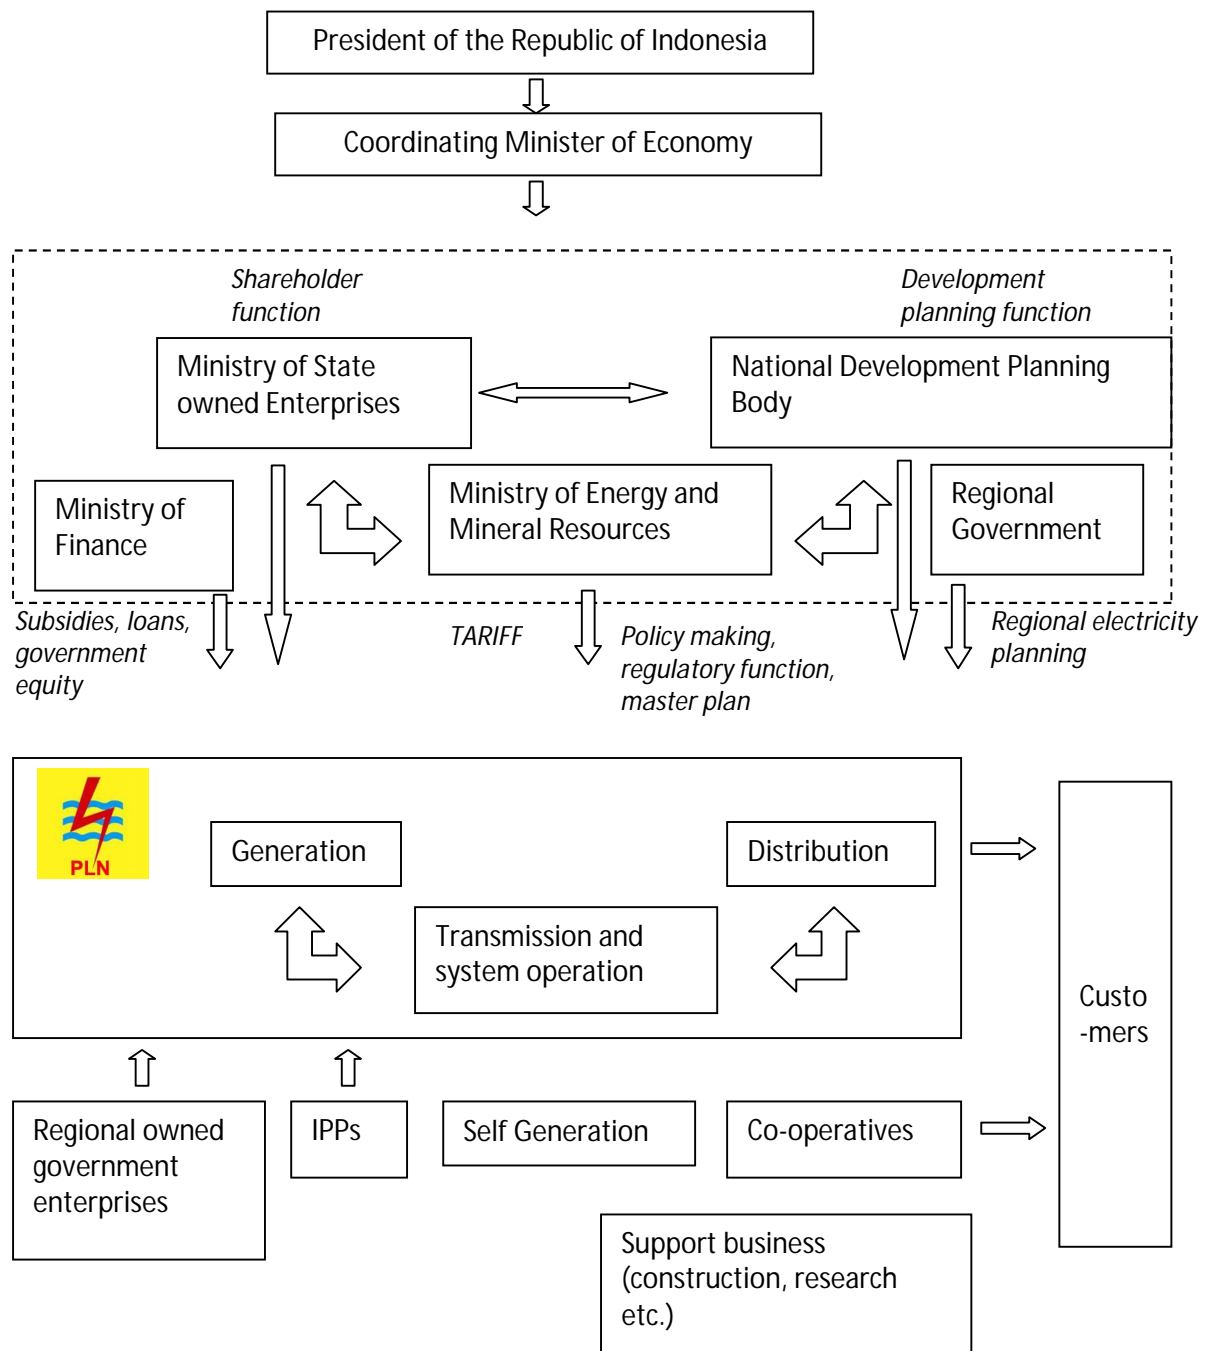 President of the Republic of Indonesia
Coordinating Minister of Economy
Shareholder
function
Development
planning function
Ministry of State
owned Enterprises
National Development Planning
Body
Ministry of
Finance
Ministry of Energy and
Mineral Resources
Regional
Government
Subsidies, loans,
government
equity
TARIFF
Policy making,
regulatory function,
master plan
Regional electricity
planning
PLN
Generation
Distribution
Transmission and
system operation
Custo
-mers
Regional owned
government
enterprises
IPPs
Self Generation
Co-operatives
Support business
(construction, research
etc.)